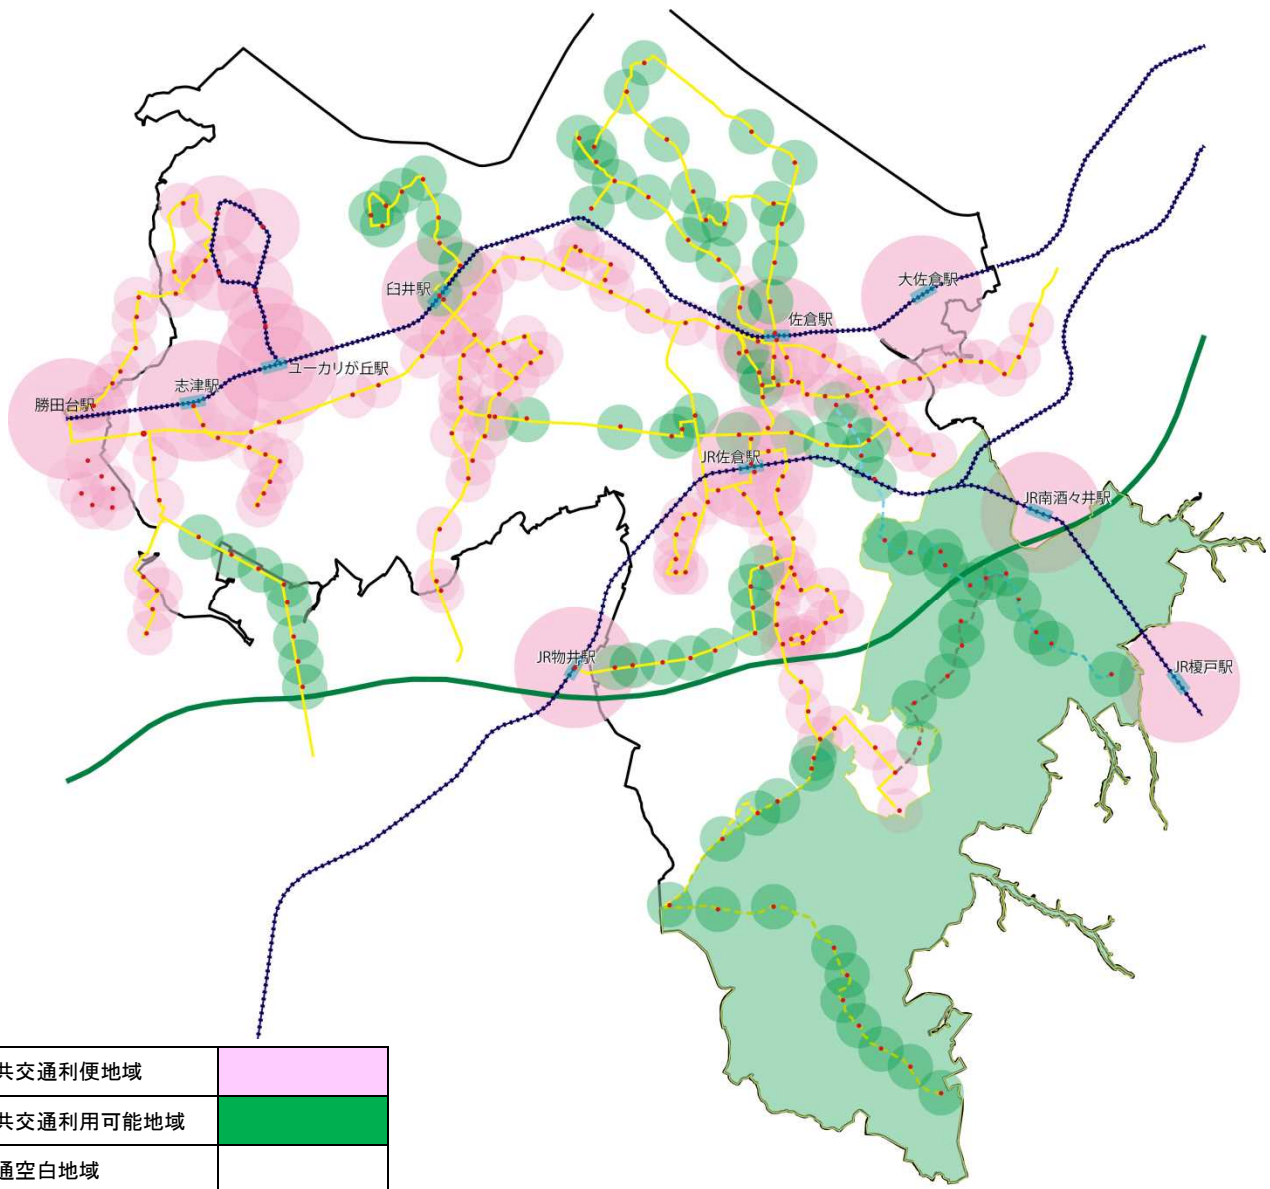 大佐倉駅
臼井駅
佐倉駅
ユーカリが丘駅
志津駅
勝田台駅
JR佐倉駅
JR南酒々井駅
JR物井駅
JR榎戸駅
共交通利便地域
共交通利用可能地域
通空白地域